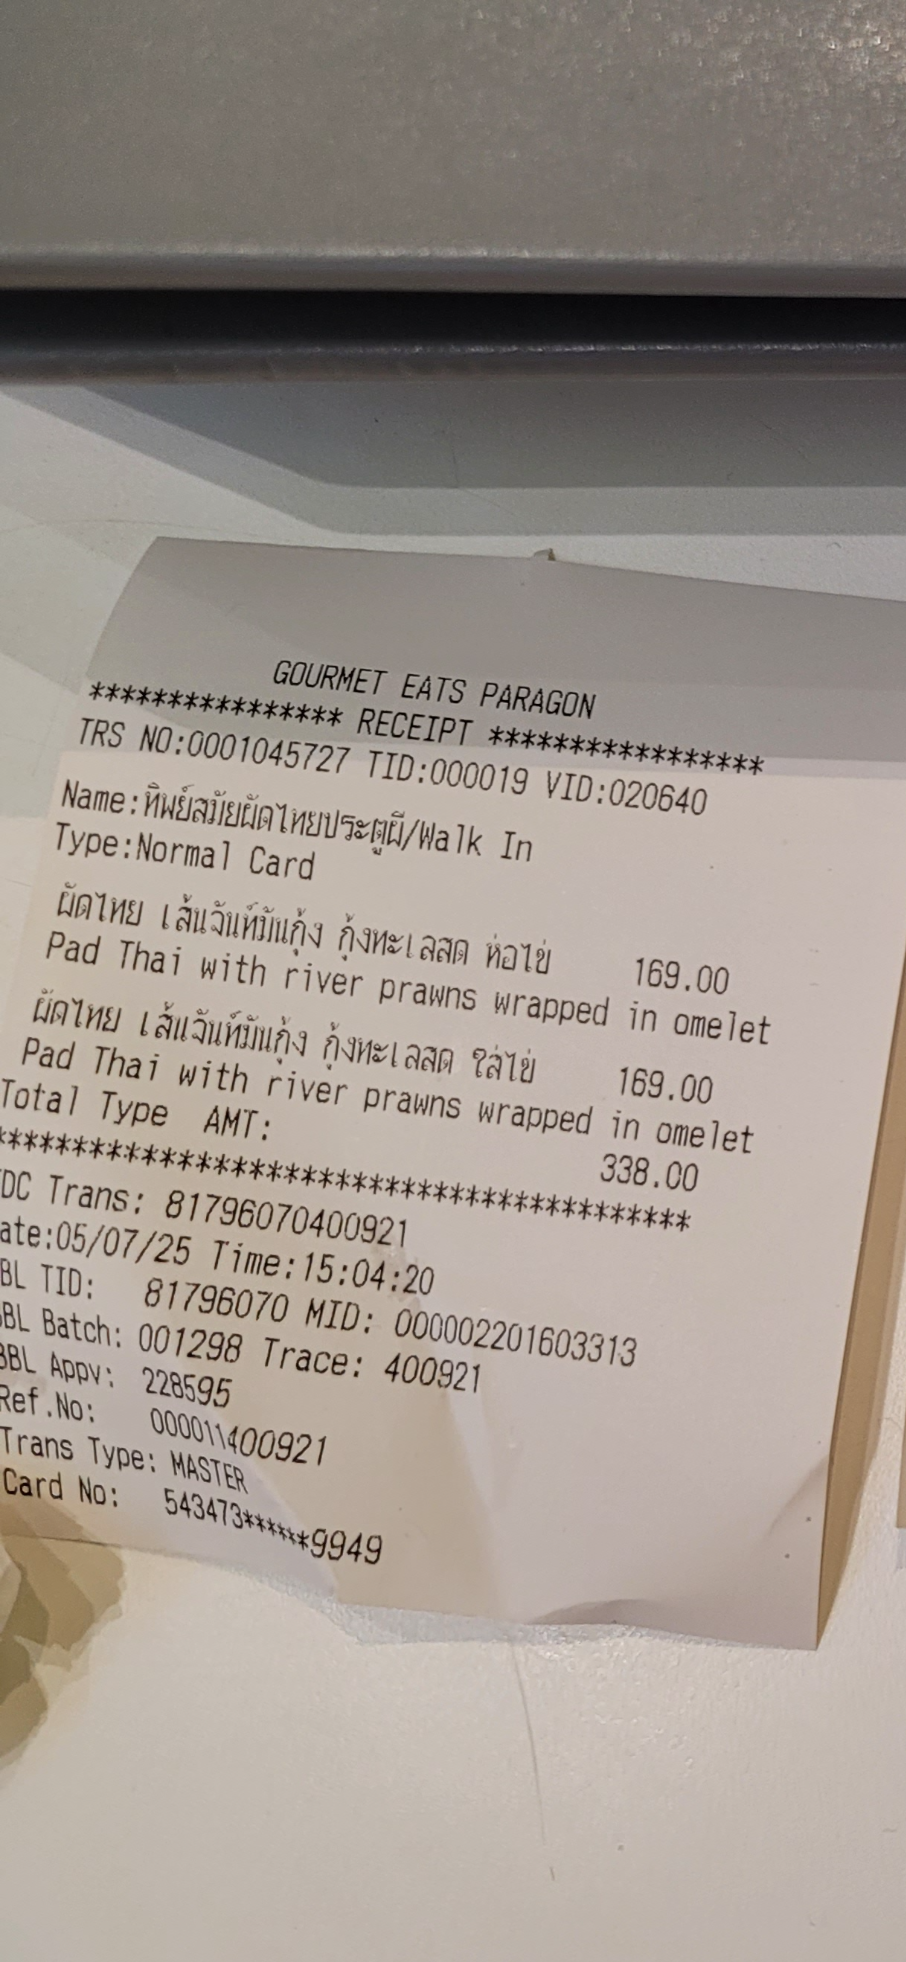 GOURMET EATS PARAGON
**************** RECEIPT *****************
TRS NO:0001045727 TID:000019 VID:020640
Name:ทิพย์สมัยผัดไทยประตูผี/Walk In
Type:Normal Card
ผัดไทย เส้นจันท์มันกุ้ง กุ้งทะเลสด ห่อไข่ 169.00
Pad Thai with river prawns wrapped in omelet
ผัดไทย เส้นจันท์มันกุ้ง กุ้งทะเลสด ใส่ไข่ 169.00
Pad Thai with river prawns wrapped in omelet
Total Type AMT: 338.00
******************************************
DC Trans: 81796070400921
ate:05/07/25 Time:15:04:20
BL TID: 81796070 MID: 000002201603313
BBL Batch: 001298 Trace: 400921
BBL Appv: 228595
Ref.No: 000011400921
Trans Type: MASTER
Card No: 543473******9949